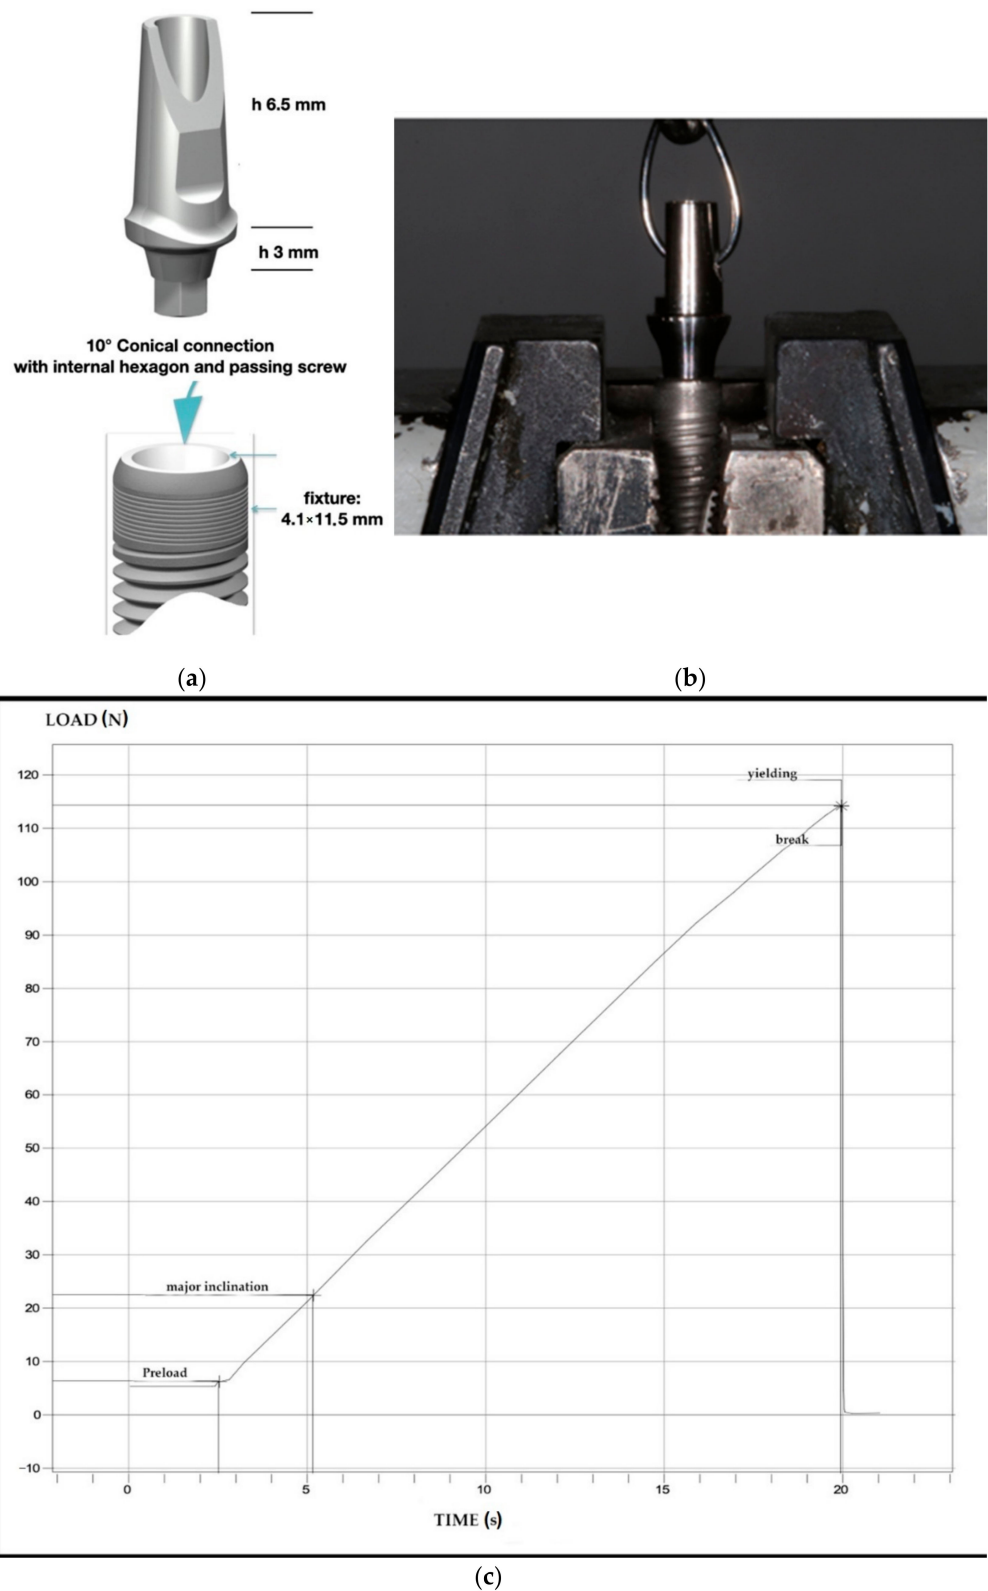 h 6.5 mm
h 3 mm
10° Conical connection
with internal hexagon and passing screw
fixture:
4.1×11.5 mm
(a)
(b)
LOAD (N)
120
110
100
90
80
70
60
50
40
30
20
10
0
−10
yielding
break
major inclination
Preload
0 5 10 15 20
TIME (s)
(c)